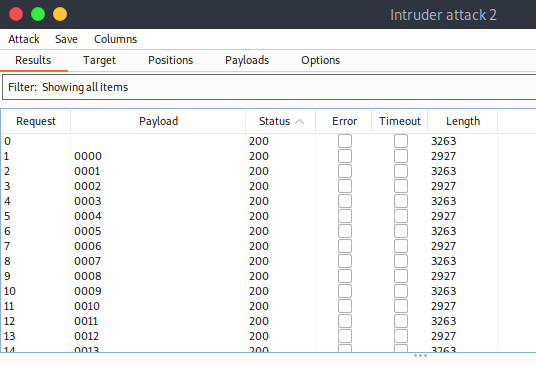 Intruder attack 2
Attack Save Columns
Results Target Positions Payloads Options
Filter: Showing all items
Request Payload Status Error Timeout Length
0 200 3263
1 0000 200 2927
2 0001 200 3263
3 0002 200 2927
4 0003 200 3263
5 0004 200 2927
6 0005 200 3263
7 0006 200 2927
8 0007 200 3263
9 0008 200 2927
10 0009 200 3263
11 0010 200 2927
12 0011 200 3263
13 0012 200 2927
14 0013 200 3263